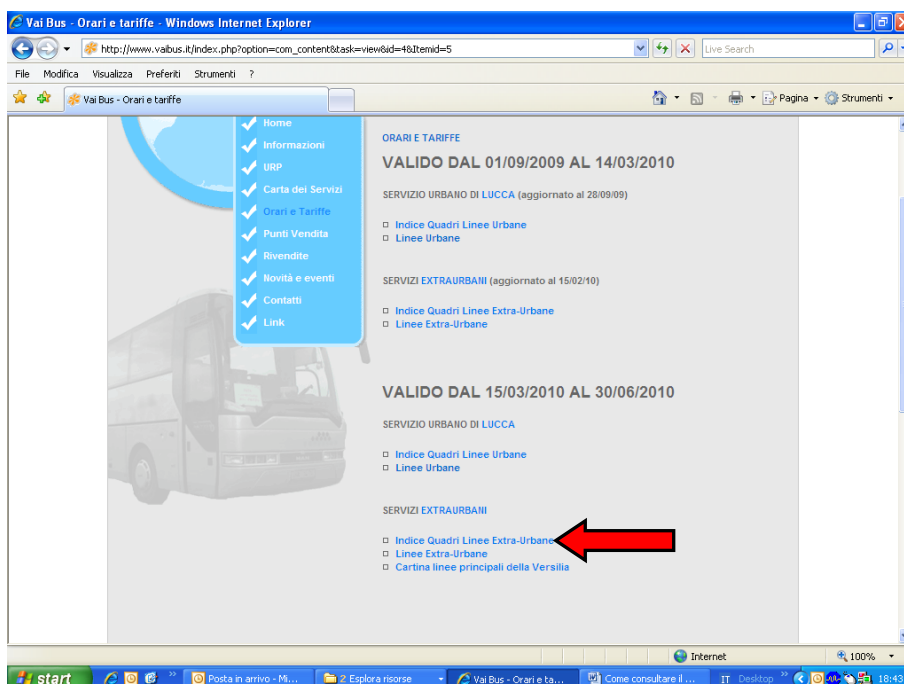 Vai Bus - Orari e tariffe - Windows Internet Explorer
http://www.vaibus.it/index.php?option=com_content&task=view&id=4&Itemid=5
Live Search
File Modifica Visualizza Preferiti Strumenti ?
Vai Bus - Orari e tariffe
Pagina
Strumenti
Home
Informazioni
URP
Carta dei Servizi
Orari e Tariffe
Punti Vendita
Rivendite
Novità e eventi
Contatti
Link
ORARI E TARIFFE
VALIDO DAL 01/09/2009 AL 14/03/2010
SERVIZIO URBANO DI LUCCA (aggiornato al 28/09/09)
Indice Quadri Linee Urbane
Linee Urbane
SERVIZI EXTRAURBANI (aggiornato al 15/02/10)
Indice Quadri Linee Extra-Urbane
Linee Extra-Urbane
VALIDO DAL 15/03/2010 AL 30/06/2010
SERVIZIO URBANO DI LUCCA
Indice Quadri Linee Urbane
Linee Urbane
SERVIZI EXTRAURBANI
Indice Quadri Linee Extra-Urbane
Linee Extra-Urbane
Cartina linee principali della Versilia
Internet
100%
start
Posta in arrivo - Mi...
2 Esplora risorse
Vai Bus - Orari e ta...
Come consultare il ...
IT
Desktop
18:43